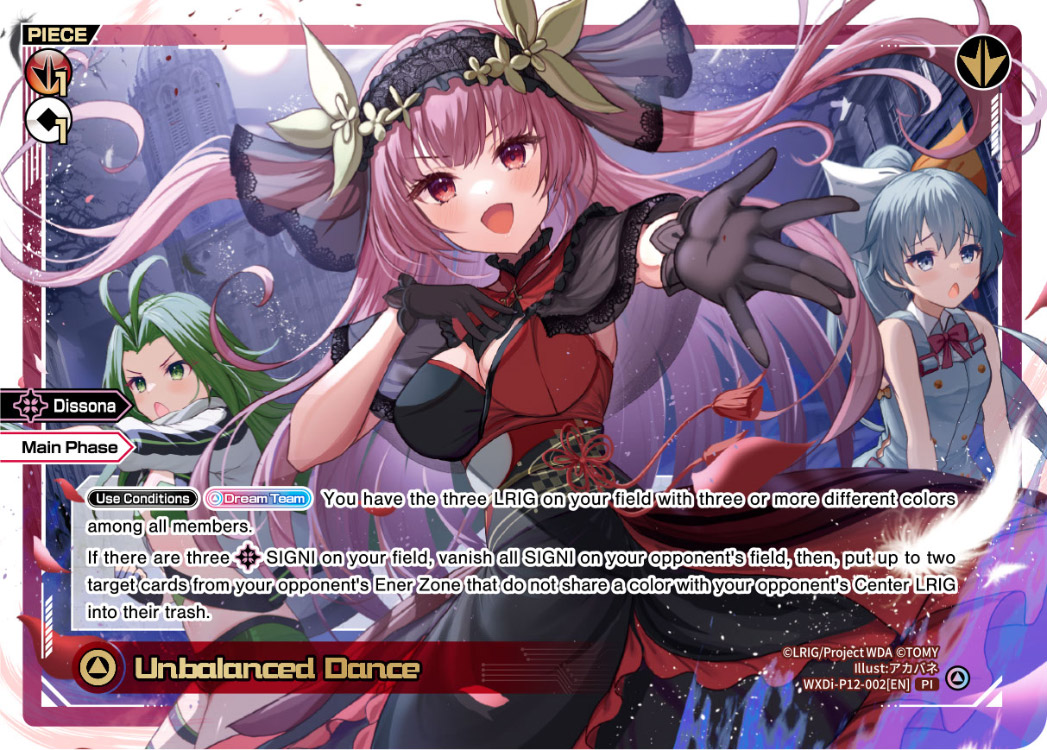 PIECE
1
1
Dissona
Main Phase
Use Conditions Dream Team You have the three LRIG on your field with three or more different colors
among all members.
If there are three SIGNI on your field, vanish all SIGNI on your opponent's field, then, put up to two
target cards from your opponent's Ener Zone that do not share a color with your opponent's Center LRIG
into their trash.
Unbalanced Dance
©LRIG/Project WDA ©TOMY
Illust:アカバネ
WXDi-P12-002[EN] PI